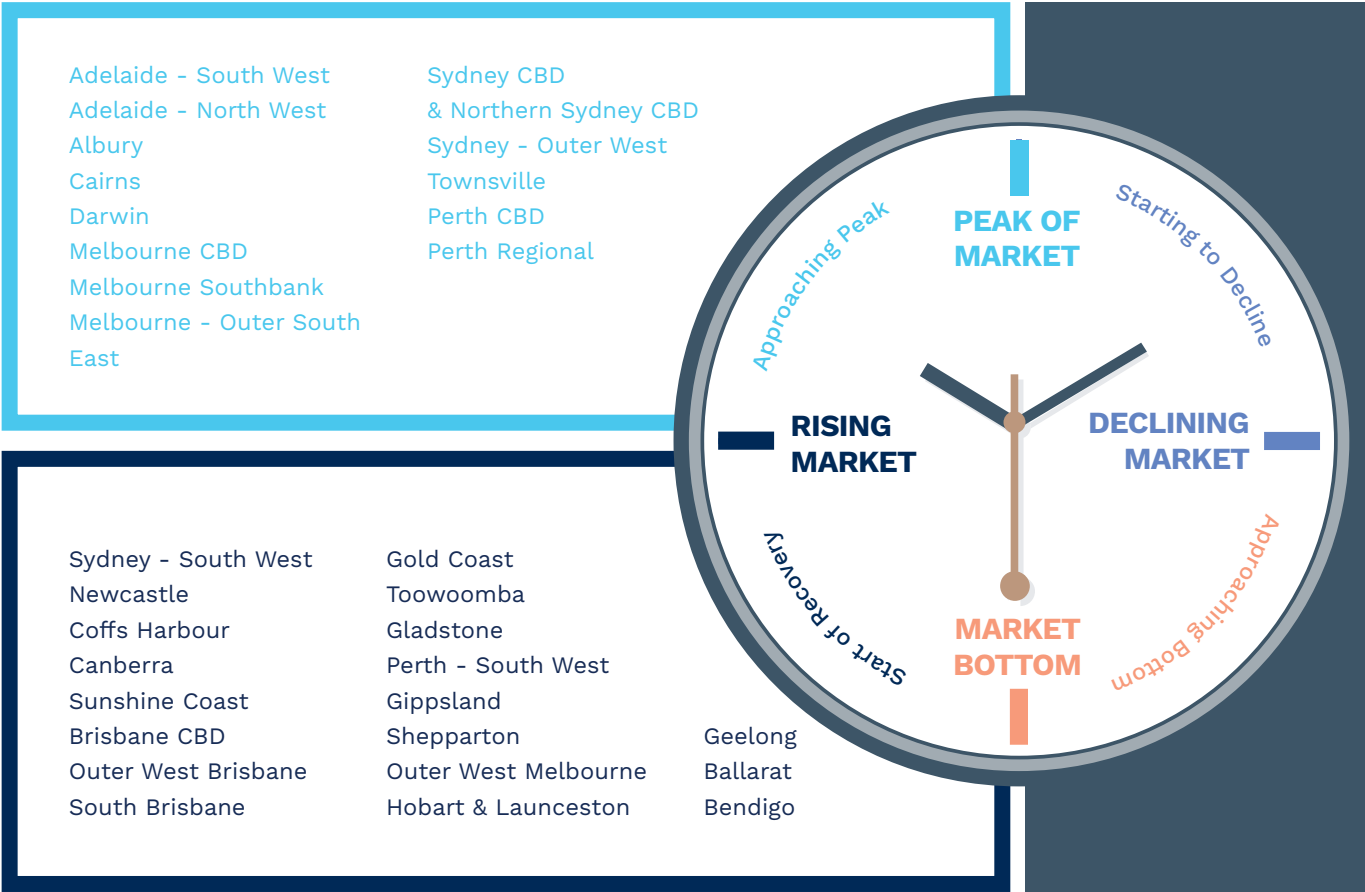 Adelaide - South West
Adelaide - North West
Albury
Cairns
Darwin
Melbourne CBD
Melbourne Southbank
Melbourne - Outer South
East
Sydney CBD
& Northern Sydney CBD
Sydney - Outer West
Townsville
Perth CBD
Perth Regional
Sydney - South West
Newcastle
Coffs Harbour
Canberra
Sunshine Coast
Brisbane CBD
Outer West Brisbane
South Brisbane
Gold Coast
Toowoomba
Gladstone
Perth - South West
Gippsland
Shepparton
Outer West Melbourne
Hobart & Launceston
Geelong
Ballarat
Bendigo
PEAK OF
MARKET
Starting to Decline
DECLINING
MARKET
Approaching Bottom
MARKET
BOTTOM
Start of Recovery
RISING
MARKET
Approaching Peak